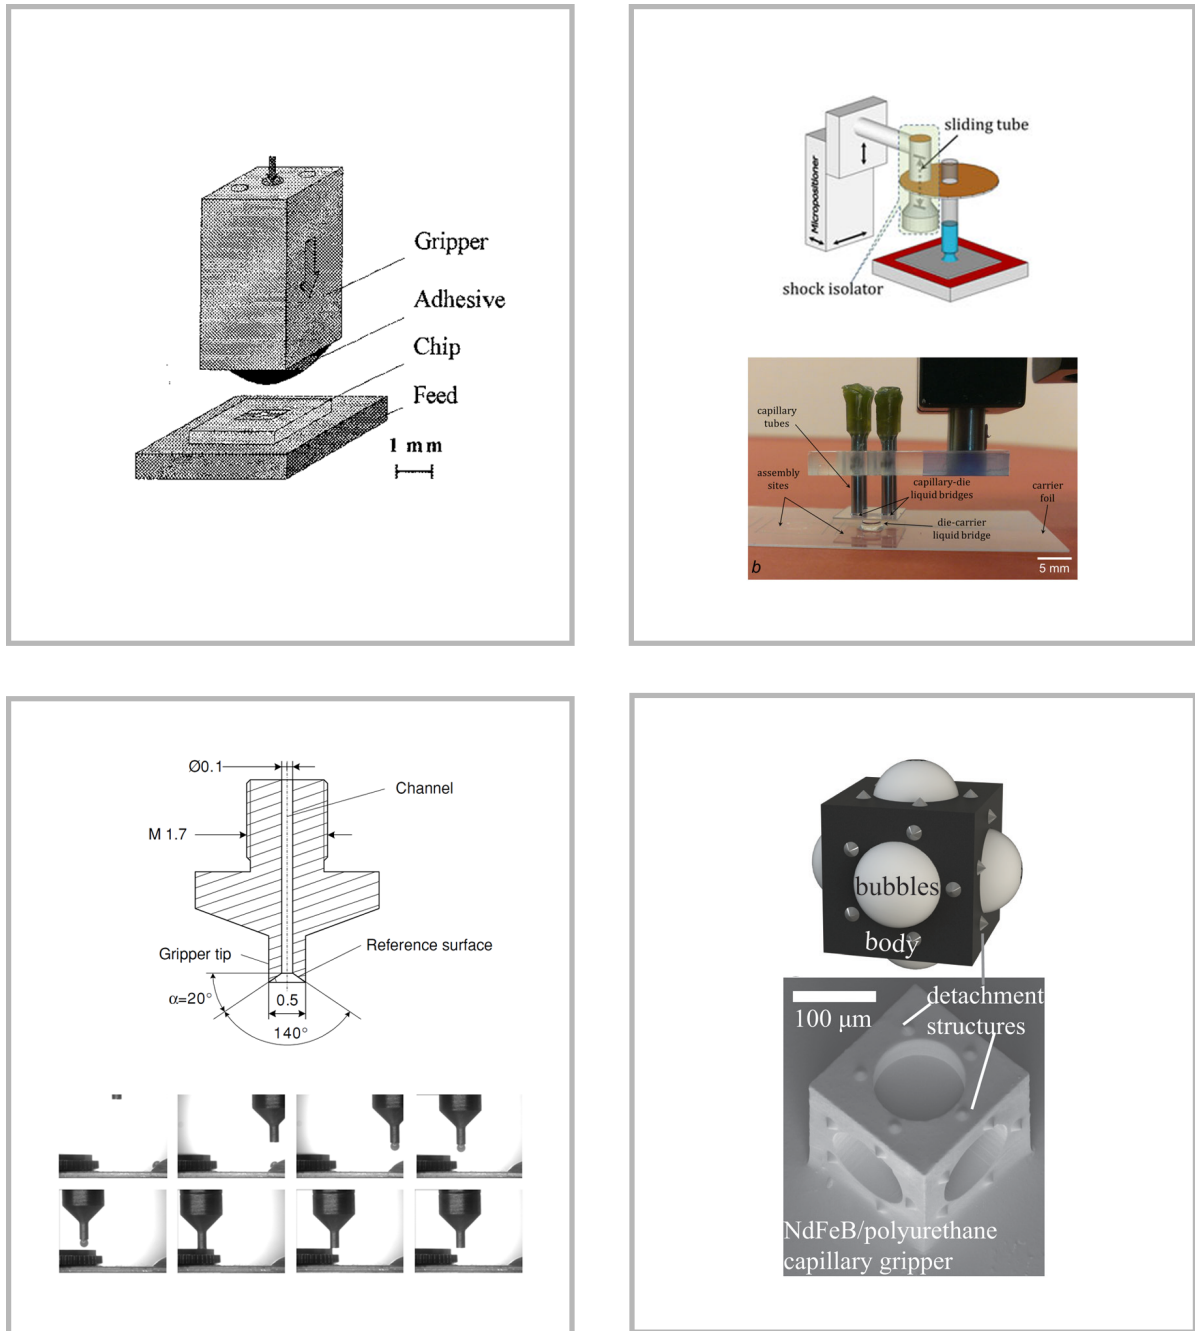 Gripper
Adhesive
Chip
Feed
1 mm
sliding tube
Micropositioner
shock isolator
capillary
tubes
assembly
sites
capillary-die
liquid bridges
die-carrier
liquid bridge
carrier
foil
b
5 mm
Ø0.1
Channel
M 1.7
Gripper tip
Reference surface
α=20°
0.5
140°
bubbles
body
100 μm
detachment
structures
NdFeB/polyurethane
capillary gripper